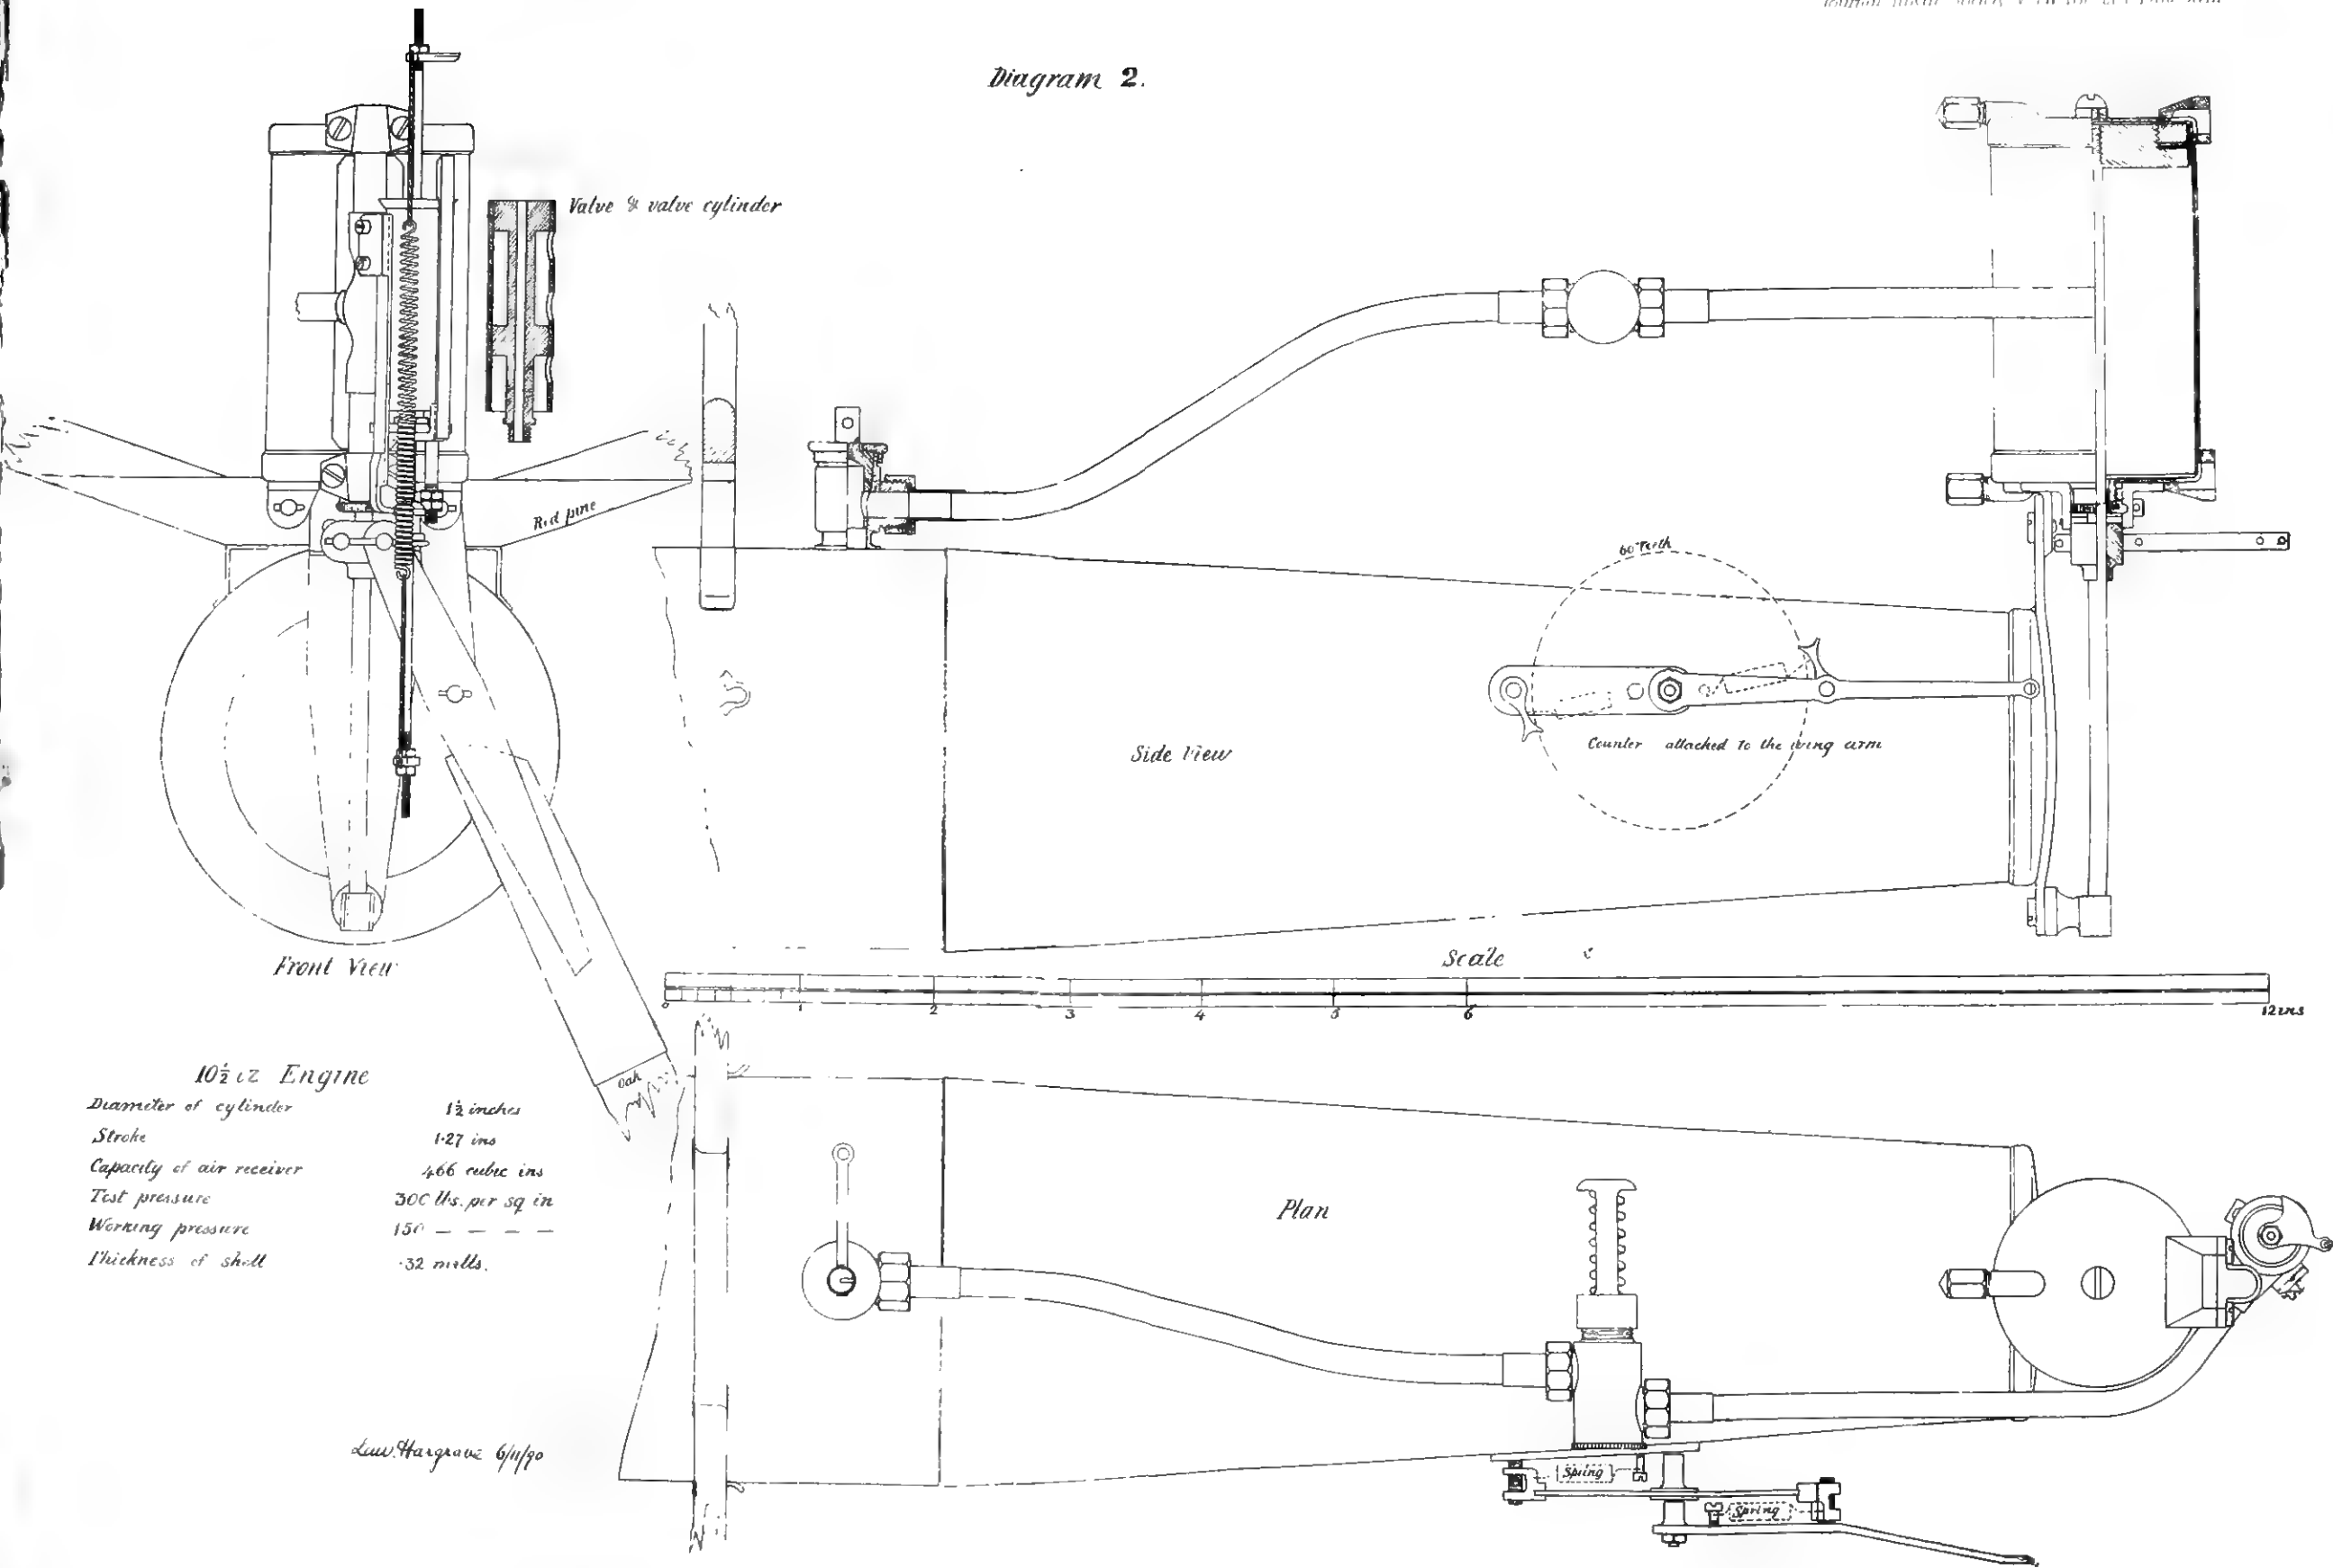 Diagram 2.
Valve & valve cylinder
Red pine
60 Teeth
Counter attached to the wing arm
Side View
Front View
Scale
0 1 2 3 4 5 6 12 ins
10½ oz Engine
Diameter of cylinder 1½ inches
Stroke 1·27 ins
Capacity of air receiver 466 cubic ins
Test pressure 300 lbs. per sq in
Working pressure 150 — — — —
Thickness of shell ·32 mills.
Oak
Plan
Spring
Spring
Law. Hargrave 6/11/90